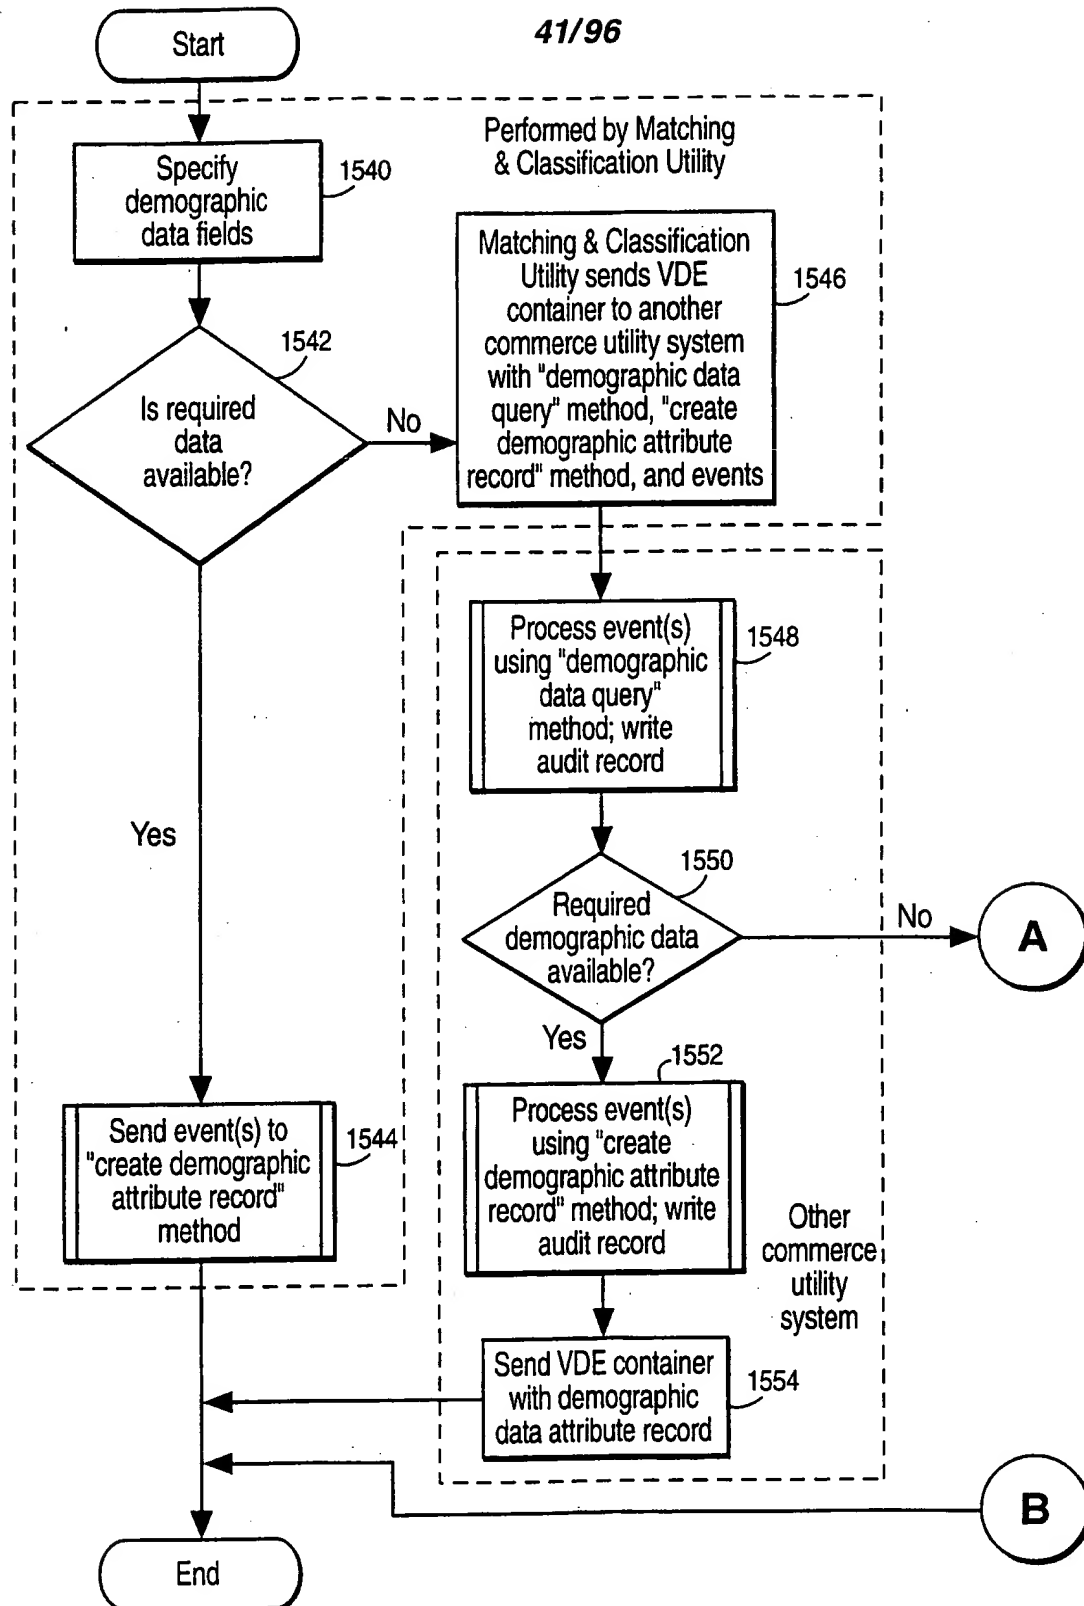 41/96
Start
Performed by Matching
& Classification Utility
Specify
demographic
data fields
1540
Matching & Classification
Utility sends VDE
container to another
commerce utility system
with "demographic data
query" method, "create
demographic attribute
record" method, and events
1546
1542
Is required
data
available?
No
Yes
Process event(s)
using "demographic
data query"
method; write
audit record
1548
1550
Required
demographic data
available?
No
A
Yes
1552
Process event(s)
using "create
demographic attribute
record" method; write
audit record
Send event(s) to
"create demographic
attribute record"
method
1544
Other
commerce
utility
system
Send VDE container
with demographic
data attribute record
1554
B
End